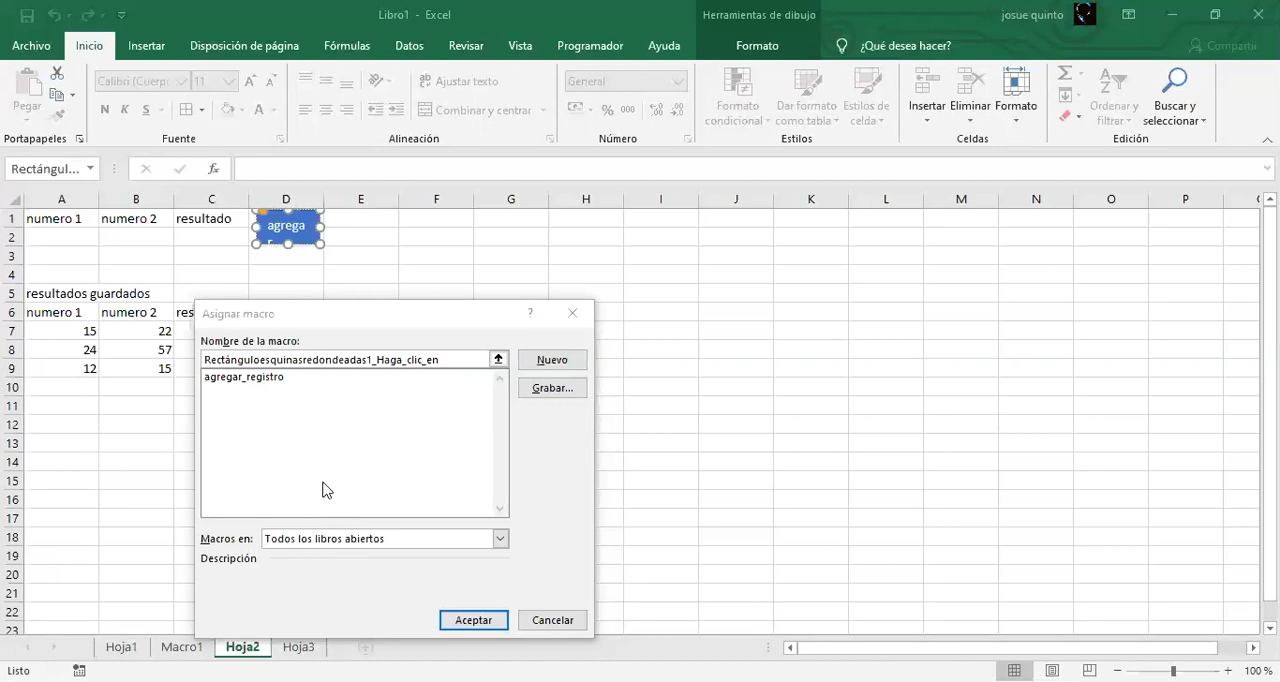 Libro1 - Excel
Herramientas de dibujo
josue quinto
Archivo Inicio Insertar Disposición de página Fórmulas Datos Revisar Vista Programador Ayuda Formato ¿Qué desea hacer? Compartir
Pegar
Calibri (Cuerp 11
N K S
Ajustar texto
Combinar y centrar
General
% 000
Formato condicional
Dar formato como tabla
Estilos de celda
Insertar Eliminar Formato
Ordenar y filtrar
Buscar y seleccionar
Portapapeles Fuente Alineación Número Estilos Celdas Edición
Rectángul... fx
A B C D E F G H I J K L M N O P
1 numero 1 numero 2 resultado agrega
2
3
4
5 resultados guardados
6 numero 1 numero 2 res
7 15 22
8 24 57
9 12 15
10
11
12
13
14
15
16
17
18
19
20
21
22
23
Asignar macro ?
Nombre de la macro:
Rectánguloesquinasredondeadas1_Haga_clic_en
Nuevo
agregar_registro
Grabar...
Macros en: Todos los libros abiertos
Descripción
Aceptar Cancelar
Hoja1 Macro1 Hoja2 Hoja3
Listo
100 %